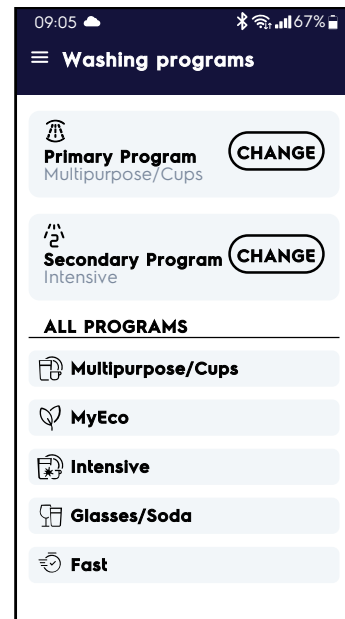 09:05 67%
Washing programs
Primary Program
Multipurpose/Cups
CHANGE
2
Secondary Program
Intensive
CHANGE
ALL PROGRAMS
Multipurpose/Cups
MyEco
Intensive
Glasses/Soda
Fast